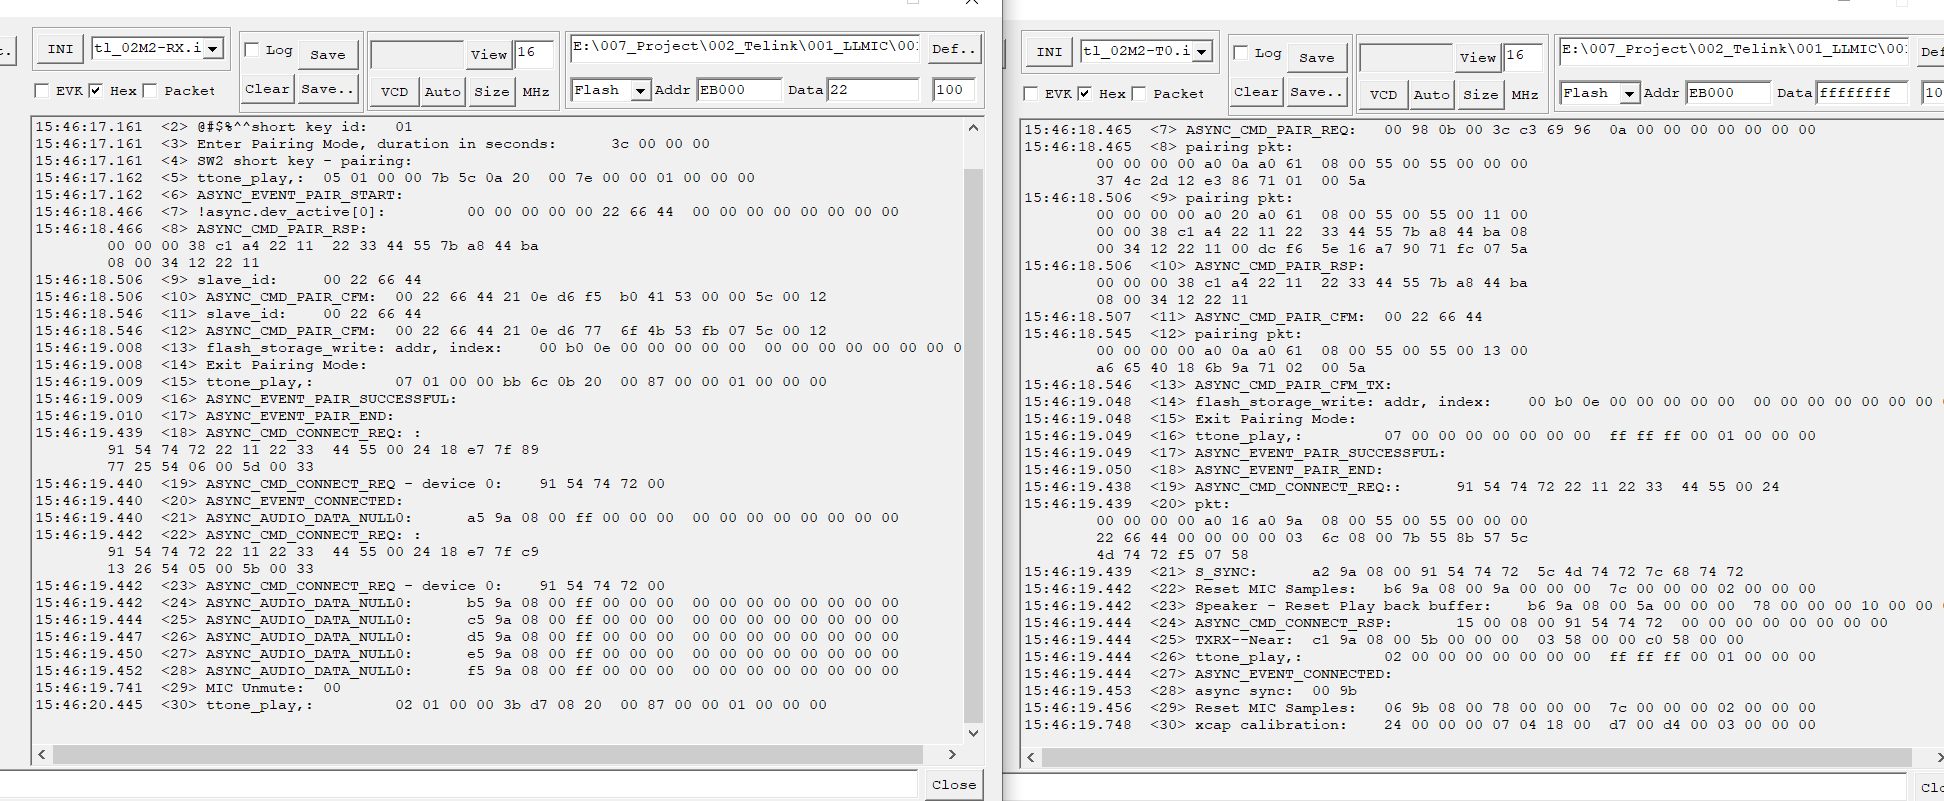 INI tl_02M2-RX.i Log Save View 16 E:\007_Project\002_Telink\001_LLMIC\00: Def..
EVK Hex Packet Clear Save.. VCD Auto Size MHz Flash Addr EB000 Data 22 100
15:46:17.161 <2> @#$%^^short key id: 01
15:46:17.161 <3> Enter Pairing Mode, duration in seconds: 3c 00 00 00
15:46:17.161 <4> SW2 short key - pairing:
15:46:17.162 <5> ttone_play,: 05 01 00 00 7b 5c 0a 20 00 7e 00 00 01 00 00 00
15:46:17.162 <6> ASYNC_EVENT_PAIR_START:
15:46:18.466 <7> !async.dev_active[0]: 00 00 00 00 00 22 66 44 00 00 00 00 00 00 00 00
15:46:18.466 <8> ASYNC_CMD_PAIR_RSP:
00 00 00 38 c1 a4 22 11 22 33 44 55 7b a8 44 ba
08 00 34 12 22 11
15:46:18.506 <9> slave_id: 00 22 66 44
15:46:18.506 <10> ASYNC_CMD_PAIR_CFM: 00 22 66 44 21 0e d6 f5 b0 41 53 00 00 5c 00 12
15:46:18.546 <11> slave_id: 00 22 66 44
15:46:18.546 <12> ASYNC_CMD_PAIR_CFM: 00 22 66 44 21 0e d6 77 6f 4b 53 fb 07 5c 00 12
15:46:19.008 <13> flash_storage_write: addr, index: 00 b0 0e 00 00 00 00 00 00 00 00 00 00 00 00 0
15:46:19.008 <14> Exit Pairing Mode:
15:46:19.009 <15> ttone_play,: 07 01 00 00 bb 6c 0b 20 00 87 00 00 01 00 00 00
15:46:19.009 <16> ASYNC_EVENT_PAIR_SUCCESSFUL:
15:46:19.010 <17> ASYNC_EVENT_PAIR_END:
15:46:19.439 <18> ASYNC_CMD_CONNECT_REQ: :
91 54 74 72 22 11 22 33 44 55 00 24 18 e7 7f 89
77 25 54 06 00 5d 00 33
15:46:19.440 <19> ASYNC_CMD_CONNECT_REQ - device 0: 91 54 74 72 00
15:46:19.440 <20> ASYNC_EVENT_CONNECTED:
15:46:19.440 <21> ASYNC_AUDIO_DATA_NULL0: a5 9a 08 00 ff 00 00 00 00 00 00 00 00 00 00 00
15:46:19.442 <22> ASYNC_CMD_CONNECT_REQ: :
91 54 74 72 22 11 22 33 44 55 00 24 18 e7 7f c9
13 26 54 05 00 5b 00 33
15:46:19.442 <23> ASYNC_CMD_CONNECT_REQ - device 0: 91 54 74 72 00
15:46:19.442 <24> ASYNC_AUDIO_DATA_NULL0: b5 9a 08 00 ff 00 00 00 00 00 00 00 00 00 00 00
15:46:19.444 <25> ASYNC_AUDIO_DATA_NULL0: c5 9a 08 00 ff 00 00 00 00 00 00 00 00 00 00 00
15:46:19.447 <26> ASYNC_AUDIO_DATA_NULL0: d5 9a 08 00 ff 00 00 00 00 00 00 00 00 00 00 00
15:46:19.450 <27> ASYNC_AUDIO_DATA_NULL0: e5 9a 08 00 ff 00 00 00 00 00 00 00 00 00 00 00
15:46:19.452 <28> ASYNC_AUDIO_DATA_NULL0: f5 9a 08 00 ff 00 00 00 00 00 00 00 00 00 00 00
15:46:19.741 <29> MIC Unmute: 00
15:46:20.445 <30> ttone_play,: 02 01 00 00 3b d7 08 20 00 87 00 00 01 00 00 00
Close
INI tl_02M2-T0.i Log Save View 16 E:\007_Project\002_Telink\001_LLMIC\00: Def
EVK Hex Packet Clear Save.. VCD Auto Size MHz Flash Addr EB000 Data ffffffff 10
15:46:18.465 <7> ASYNC_CMD_PAIR_REQ: 00 98 0b 00 3c c3 69 96 0a 00 00 00 00 00 00 00
15:46:18.465 <8> pairing pkt:
00 00 00 00 a0 0a a0 61 08 00 55 00 55 00 00 00
37 4c 2d 12 e3 86 71 01 00 5a
15:46:18.506 <9> pairing pkt:
00 00 00 00 a0 20 a0 61 08 00 55 00 55 00 11 00
00 00 38 c1 a4 22 11 22 33 44 55 7b a8 44 ba 08
00 34 12 22 11 00 dc f6 5e 16 a7 90 71 fc 07 5a
15:46:18.506 <10> ASYNC_CMD_PAIR_RSP:
00 00 00 38 c1 a4 22 11 22 33 44 55 7b a8 44 ba
08 00 34 12 22 11
15:46:18.507 <11> ASYNC_CMD_PAIR_CFM: 00 22 66 44
15:46:18.545 <12> pairing pkt:
00 00 00 00 a0 0a a0 61 08 00 55 00 55 00 13 00
a6 65 40 18 6b 9a 71 02 00 5a
15:46:18.546 <13> ASYNC_CMD_PAIR_CFM_TX:
15:46:19.048 <14> flash_storage_write: addr, index: 00 b0 0e 00 00 00 00 00 00 00 00 00 00 00 00
15:46:19.048 <15> Exit Pairing Mode:
15:46:19.049 <16> ttone_play,: 07 00 00 00 00 00 00 00 ff ff ff 00 01 00 00 00
15:46:19.049 <17> ASYNC_EVENT_PAIR_SUCCESSFUL:
15:46:19.050 <18> ASYNC_EVENT_PAIR_END:
15:46:19.438 <19> ASYNC_CMD_CONNECT_REQ:: 91 54 74 72 22 11 22 33 44 55 00 24
15:46:19.439 <20> pkt:
00 00 00 00 a0 16 a0 9a 08 00 55 00 55 00 00 00
22 66 44 00 00 00 00 03 6c 08 00 7b 55 8b 57 5c
4d 74 72 f5 07 58
15:46:19.439 <21> S_SYNC: a2 9a 08 00 91 54 74 72 5c 4d 74 72 7c 68 74 72
15:46:19.442 <22> Reset MIC Samples: b6 9a 08 00 9a 00 00 00 7c 00 00 00 02 00 00 00
15:46:19.442 <23> Speaker - Reset Play back buffer: b6 9a 08 00 5a 00 00 00 78 00 00 00 10 00 00
15:46:19.444 <24> ASYNC_CMD_CONNECT_RSP: 15 00 08 00 91 54 74 72 00 00 00 00 00 00 00 00
15:46:19.444 <25> TXRX--Near: c1 9a 08 00 5b 00 00 00 03 58 00 00 c0 58 00 00
15:46:19.444 <26> ttone_play,: 02 00 00 00 00 00 00 00 ff ff ff 00 01 00 00 00
15:46:19.444 <27> ASYNC_EVENT_CONNECTED:
15:46:19.453 <28> async sync: 00 9b
15:46:19.456 <29> Reset MIC Samples: 06 9b 08 00 78 00 00 00 7c 00 00 00 02 00 00 00
15:46:19.748 <30> xcap calibration: 24 00 00 00 07 04 18 00 d7 00 d4 00 03 00 00 00
Clo